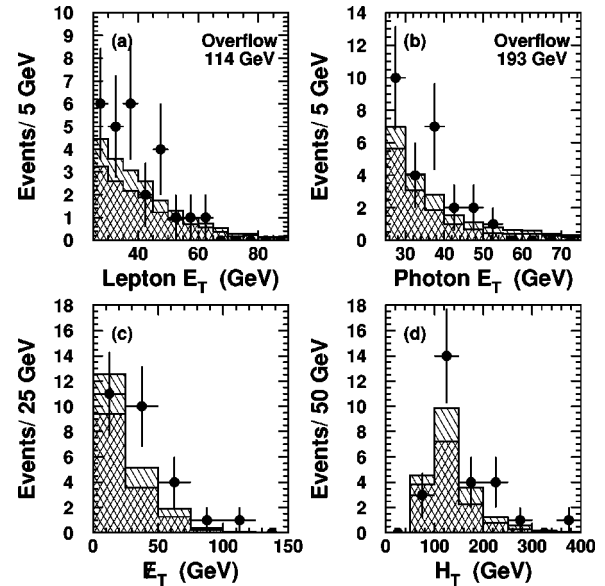 (a)
Overflow
114 GeV
Events/ 5 GeV
10
9
8
7
6
5
4
3
2
1
0
40 60 80
Lepton E_T (GeV)
(b)
Overflow
193 GeV
Events/ 5 GeV
14
12
10
8
6
4
2
0
30 40 50 60 70
Photon E_T (GeV)
(c)
Events/ 25 GeV
18
16
14
12
10
8
6
4
2
0
0 50 100 150
E̸_T (GeV)
(d)
Events/ 50 GeV
18
16
14
12
10
8
6
4
2
0
0 100 200 300 400
H_T (GeV)